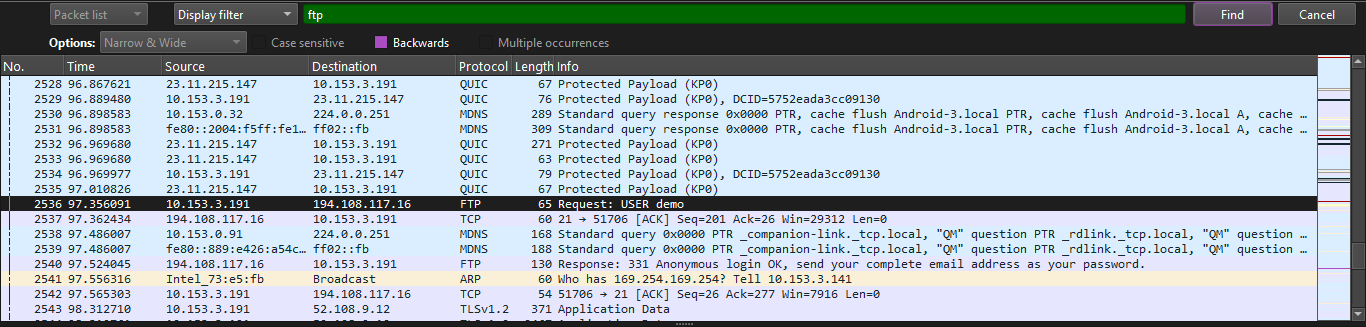 Packet list Display filter ftp Find Cancel
Options: Narrow & Wide Case sensitive Backwards Multiple occurrences
No. Time Source Destination Protocol Length Info
2528 96.867621 23.11.215.147 10.153.3.191 QUIC 67 Protected Payload (KP0)
2529 96.889480 10.153.3.191 23.11.215.147 QUIC 76 Protected Payload (KP0), DCID=5752eada3cc09130
2530 96.898583 10.153.0.32 224.0.0.251 MDNS 289 Standard query response 0x0000 PTR, cache flush Android-3.local PTR, cache flush Android-3.local A, cache …
2531 96.898583 fe80::2004:f5ff:fe1… ff02::fb MDNS 309 Standard query response 0x0000 PTR, cache flush Android-3.local PTR, cache flush Android-3.local A, cache …
2532 96.969680 23.11.215.147 10.153.3.191 QUIC 271 Protected Payload (KP0)
2533 96.969680 23.11.215.147 10.153.3.191 QUIC 63 Protected Payload (KP0)
2534 96.969977 10.153.3.191 23.11.215.147 QUIC 79 Protected Payload (KP0), DCID=5752eada3cc09130
2535 97.010826 23.11.215.147 10.153.3.191 QUIC 67 Protected Payload (KP0)
2536 97.356091 10.153.3.191 194.108.117.16 FTP 65 Request: USER demo
2537 97.362434 194.108.117.16 10.153.3.191 TCP 60 21 → 51706 [ACK] Seq=201 Ack=26 Win=29312 Len=0
2538 97.486007 10.153.0.91 224.0.0.251 MDNS 168 Standard query 0x0000 PTR _companion-link._tcp.local, "QM" question PTR _rdlink._tcp.local, "QM" question …
2539 97.486007 fe80::889:e426:a54c… ff02::fb MDNS 188 Standard query 0x0000 PTR _companion-link._tcp.local, "QM" question PTR _rdlink._tcp.local, "QM" question …
2540 97.524045 194.108.117.16 10.153.3.191 FTP 130 Response: 331 Anonymous login OK, send your complete email address as your password.
2541 97.556316 Intel_73:e5:fb Broadcast ARP 60 Who has 169.254.169.254? Tell 10.153.3.141
2542 97.565303 10.153.3.191 194.108.117.16 TCP 54 51706 → 21 [ACK] Seq=26 Ack=277 Win=7916 Len=0
2543 98.312710 10.153.3.191 52.108.9.12 TLSv1.2 371 Application Data